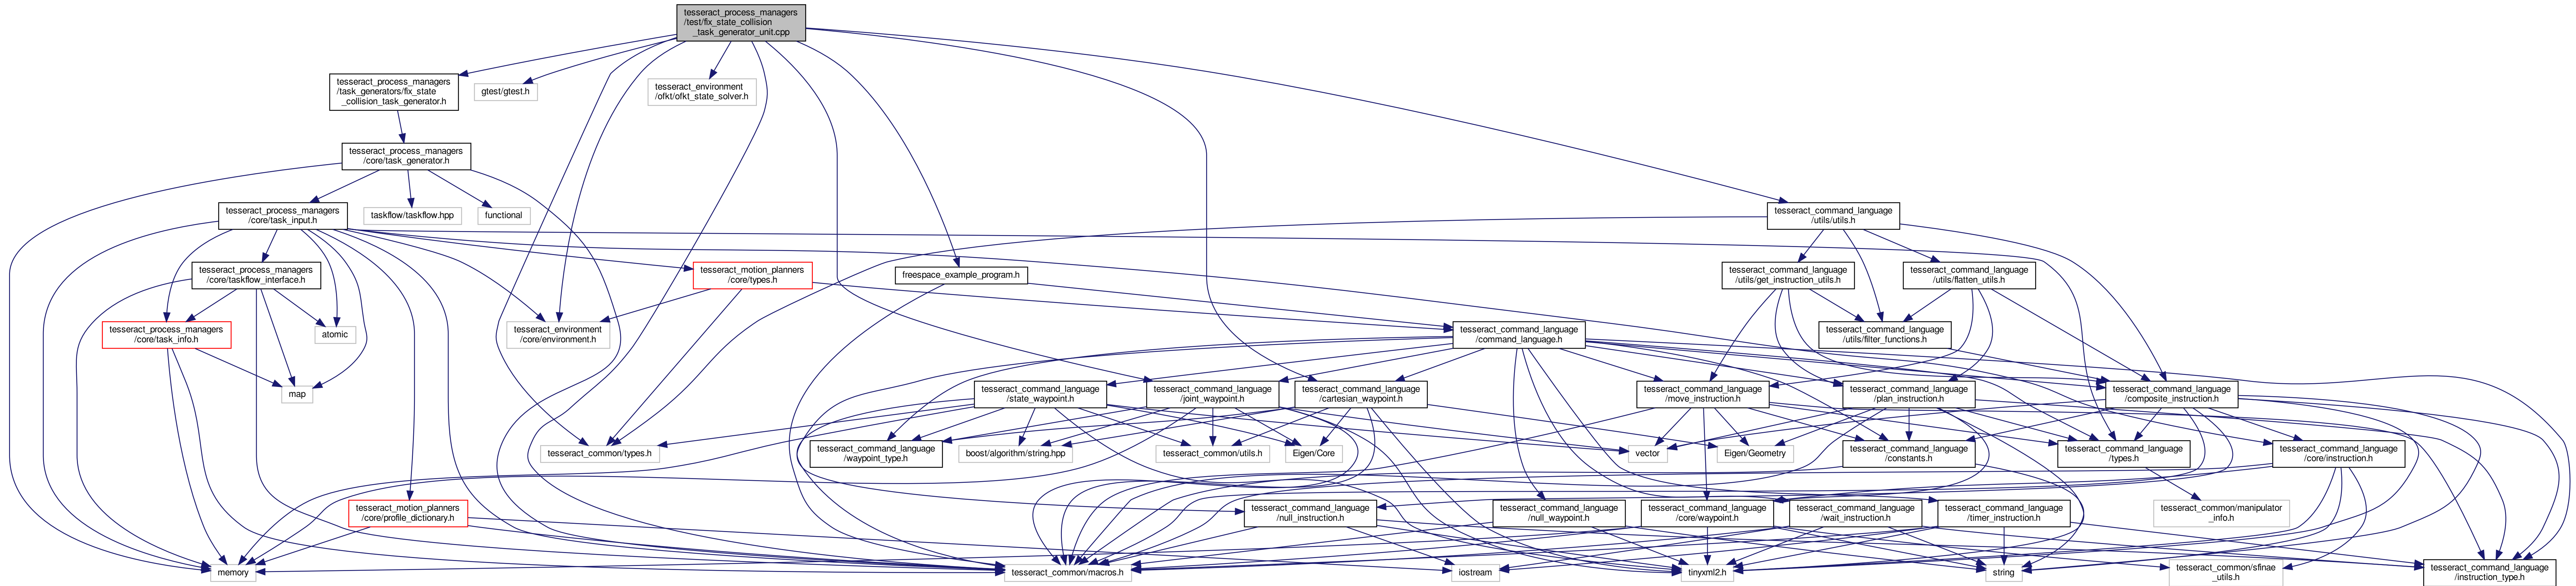 tesseract_process_managers
/test/fix_state_collision
_task_generator_unit.cpp
tesseract_process_managers
/task_generators/fix_state
_collision_task_generator.h
gtest/gtest.h
tesseract_environment
/ofkt/ofkt_state_solver.h
tesseract_process_managers
/core/task_generator.h
tesseract_process_managers
/core/task_input.h
taskflow/taskflow.hpp
functional
tesseract_command_language
/utils/utils.h
tesseract_process_managers
/core/taskflow_interface.h
tesseract_motion_planners
/core/types.h
freespace_example_program.h
tesseract_command_language
/utils/get_instruction_utils.h
tesseract_command_language
/utils/flatten_utils.h
tesseract_process_managers
/core/task_info.h
atomic
tesseract_environment
/core/environment.h
tesseract_command_language
/command_language.h
tesseract_command_language
/utils/filter_functions.h
map
tesseract_command_language
/state_waypoint.h
tesseract_command_language
/joint_waypoint.h
tesseract_command_language
/cartesian_waypoint.h
tesseract_command_language
/move_instruction.h
tesseract_command_language
/plan_instruction.h
tesseract_command_language
/composite_instruction.h
tesseract_common/types.h
tesseract_command_language
/waypoint_type.h
boost/algorithm/string.hpp
tesseract_common/utils.h
Eigen/Core
vector
Eigen/Geometry
tesseract_command_language
/constants.h
tesseract_command_language
/types.h
tesseract_command_language
/core/instruction.h
tesseract_motion_planners
/core/profile_dictionary.h
tesseract_command_language
/null_instruction.h
tesseract_command_language
/null_waypoint.h
tesseract_command_language
/core/waypoint.h
tesseract_command_language
/wait_instruction.h
tesseract_command_language
/timer_instruction.h
tesseract_common/manipulator
_info.h
memory
tesseract_common/macros.h
iostream
tinyxml2.h
string
tesseract_common/sfinae
_utils.h
tesseract_command_language
/instruction_type.h